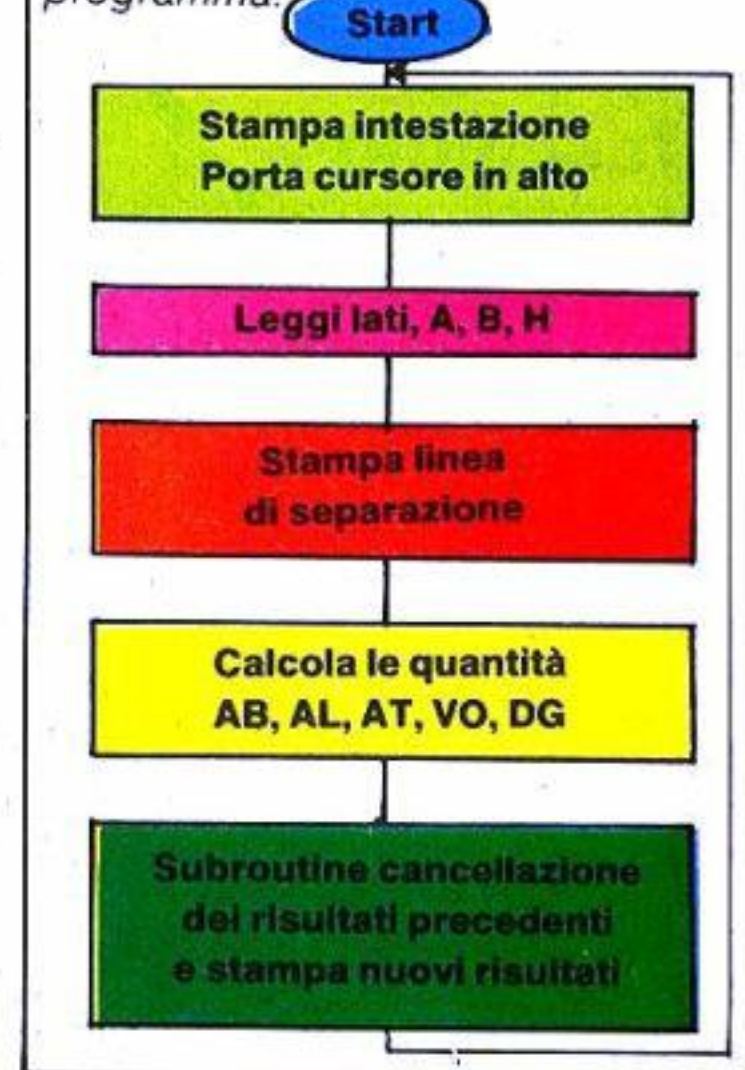 programma.
Start
Stampa intestazione
Porta cursore in alto
Leggi lati, A, B, H
Stampa linea
di separazione
Calcola le quantità
AB, AL, AT, VO, DG
Subroutine cancellazione
dei risultati precedenti
e stampa nuovi risultati